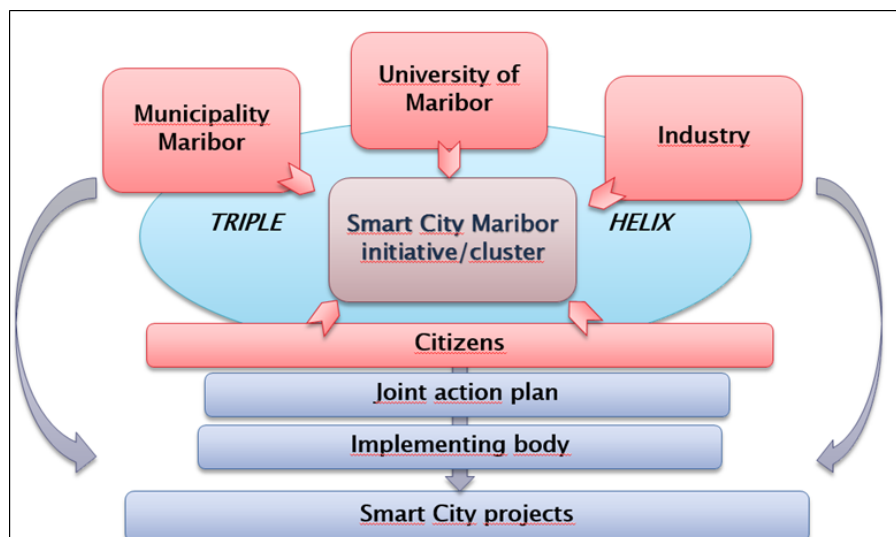 University of
Maribor
Municipality
Maribor
Industry
TRIPLE
HELIX
Smart City Maribor
initiative/cluster
Citizens
Joint action plan
Implementing body
Smart City projects